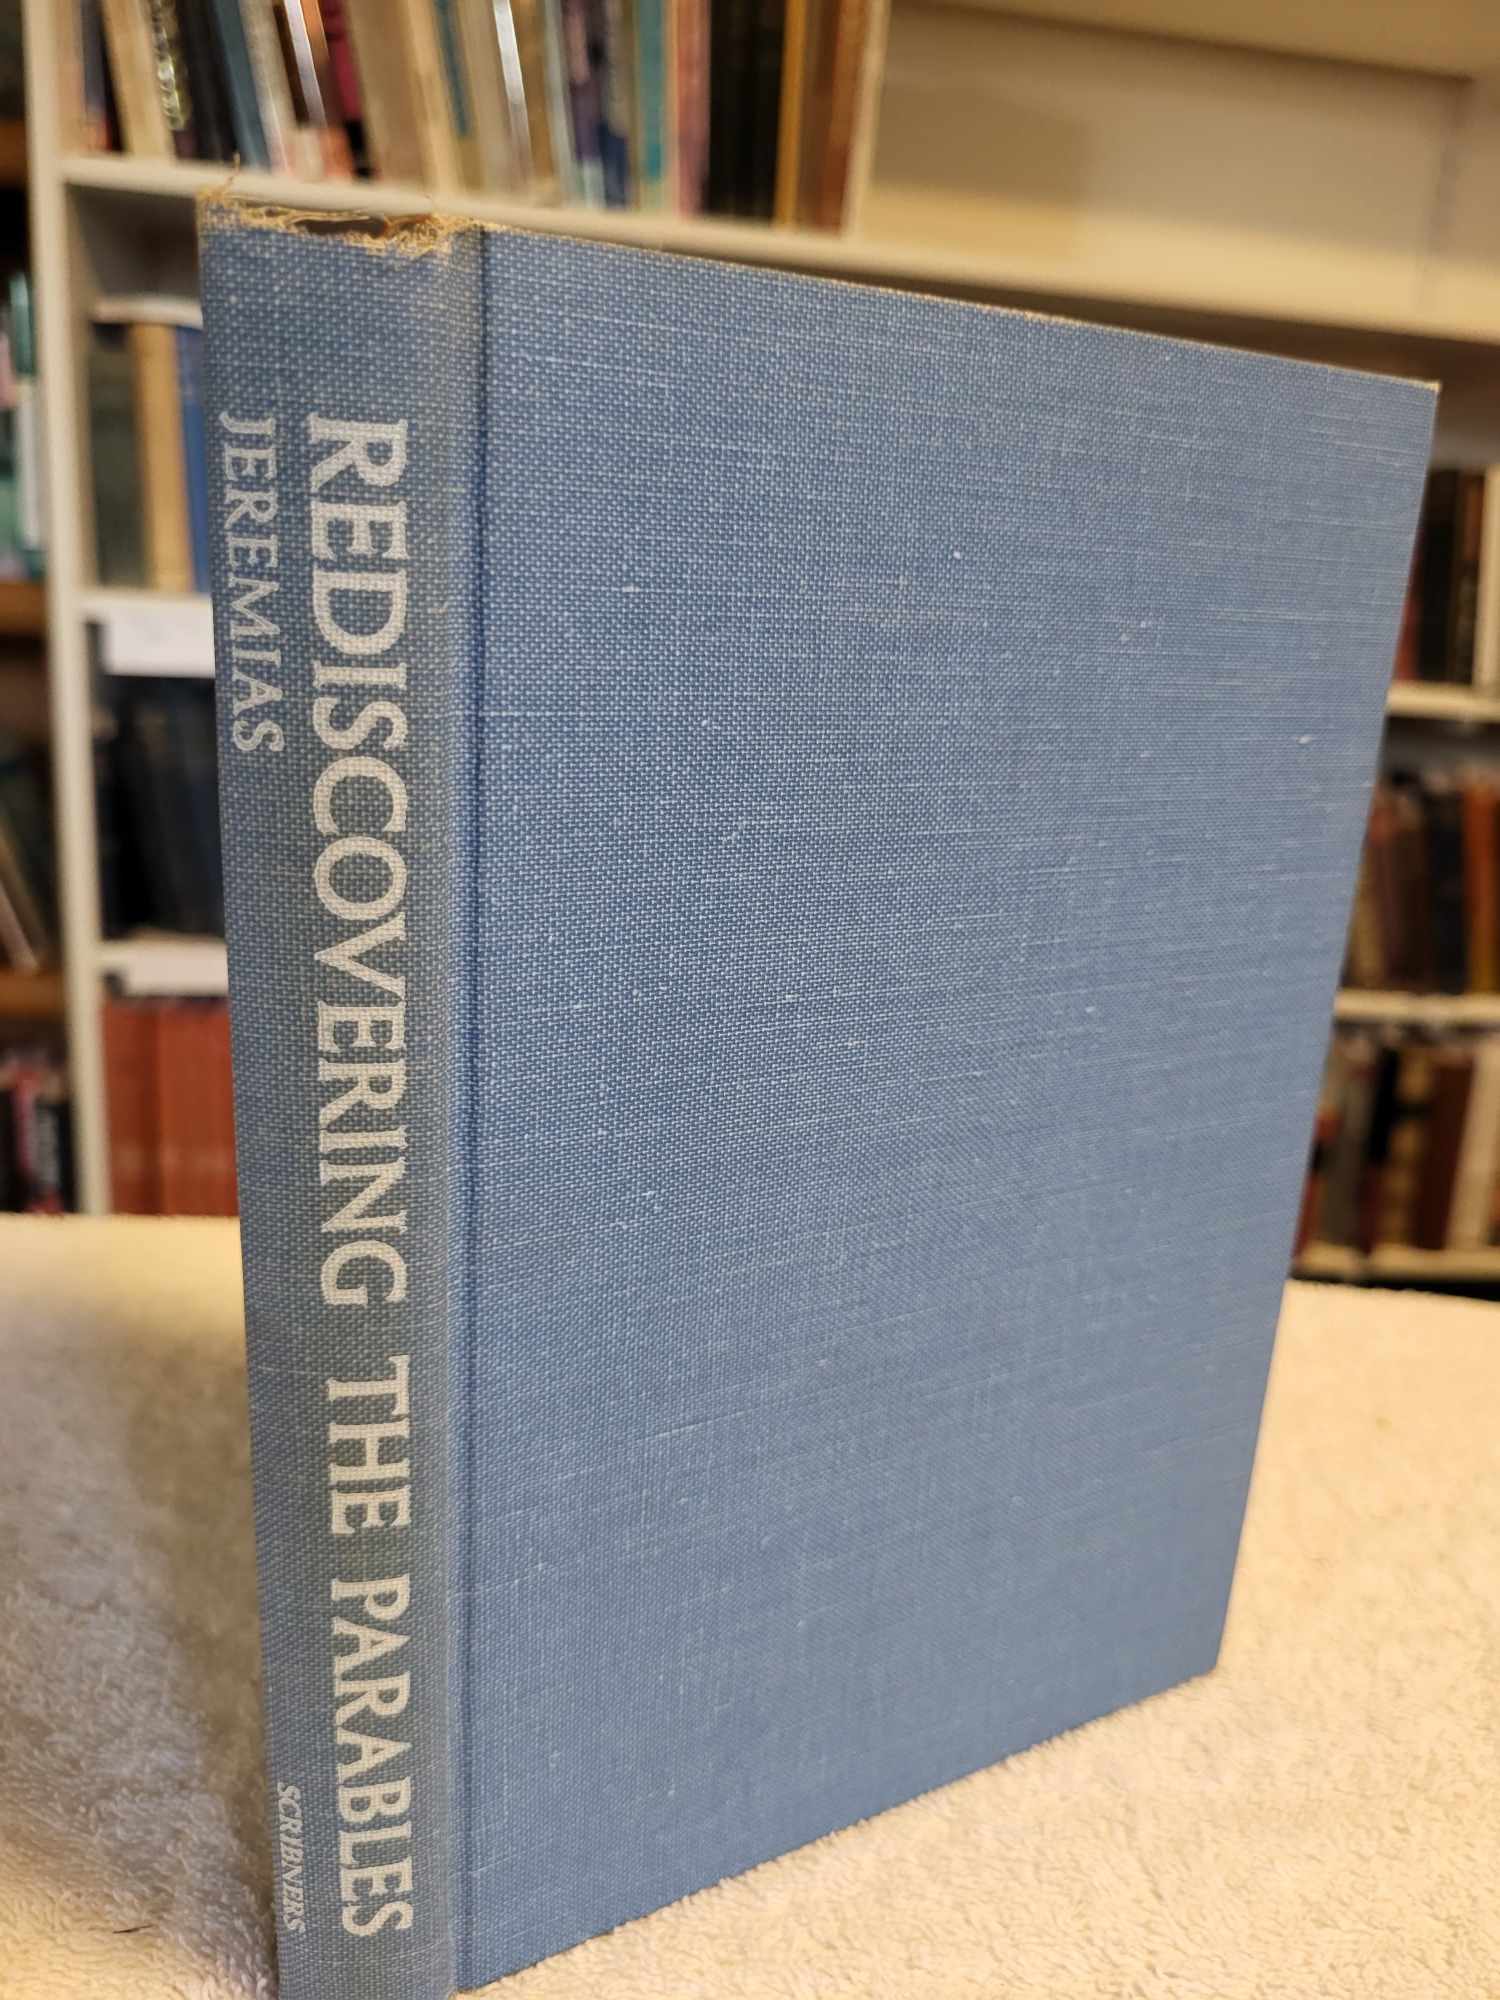 REDISCOVERING THE PARABLES
JEREMIAS
SCRIBNERS